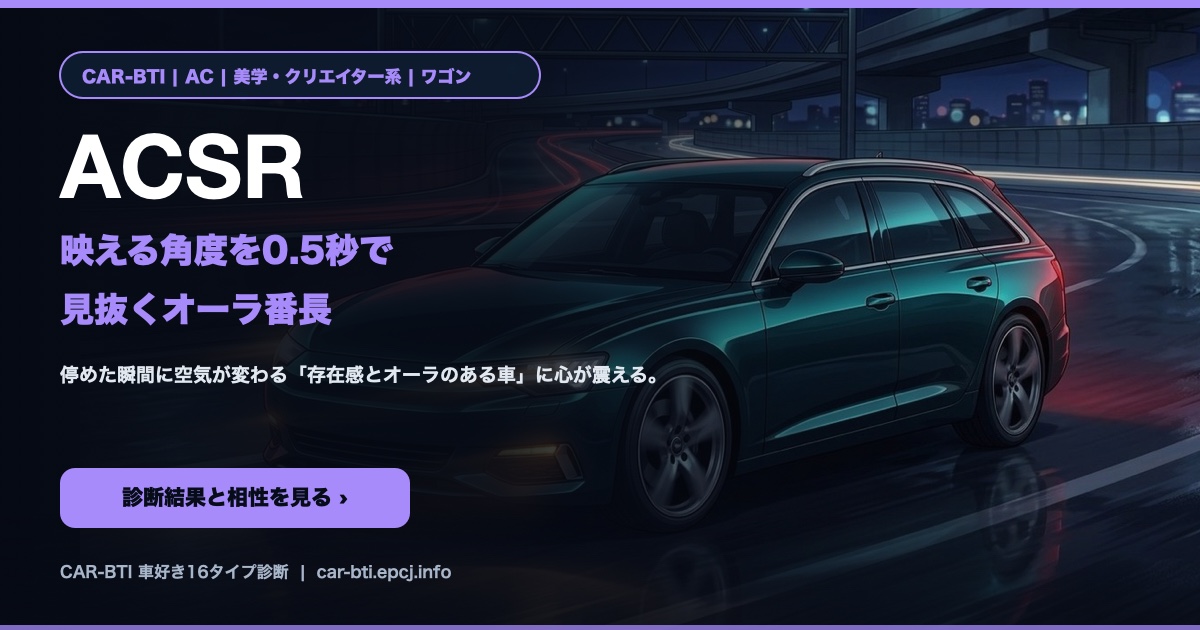 CAR-BTI | AC | 美学・クリエイター系 | ワゴン
ACSR
映える角度を0.5秒で
見抜くオーラ番長
停めた瞬間に空気が変わる「存在感とオーラのある車」に心が震える。
診断結果と相性を見る ›
CAR-BTI 車好き16タイプ診断 | car-bti.epcj.info